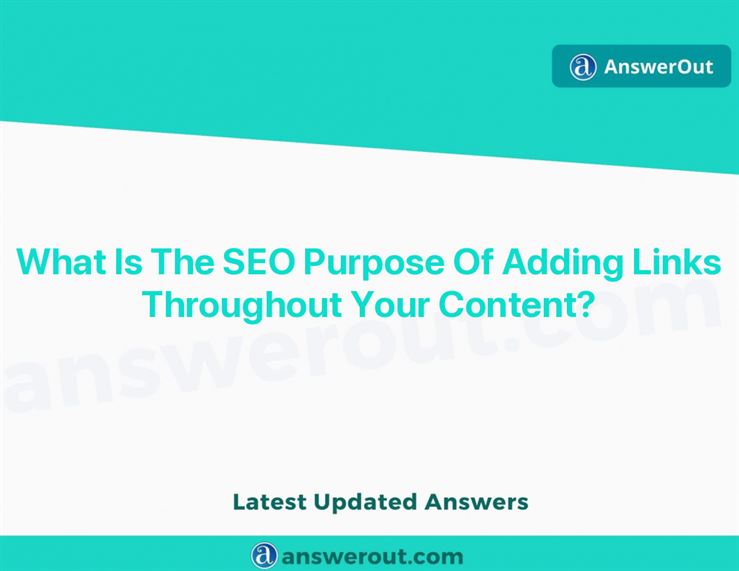 AnswerOut
What Is The SEO Purpose Of Adding Links
Throughout Your Content?
answerout.com
Latest Updated Answers
answerout.com